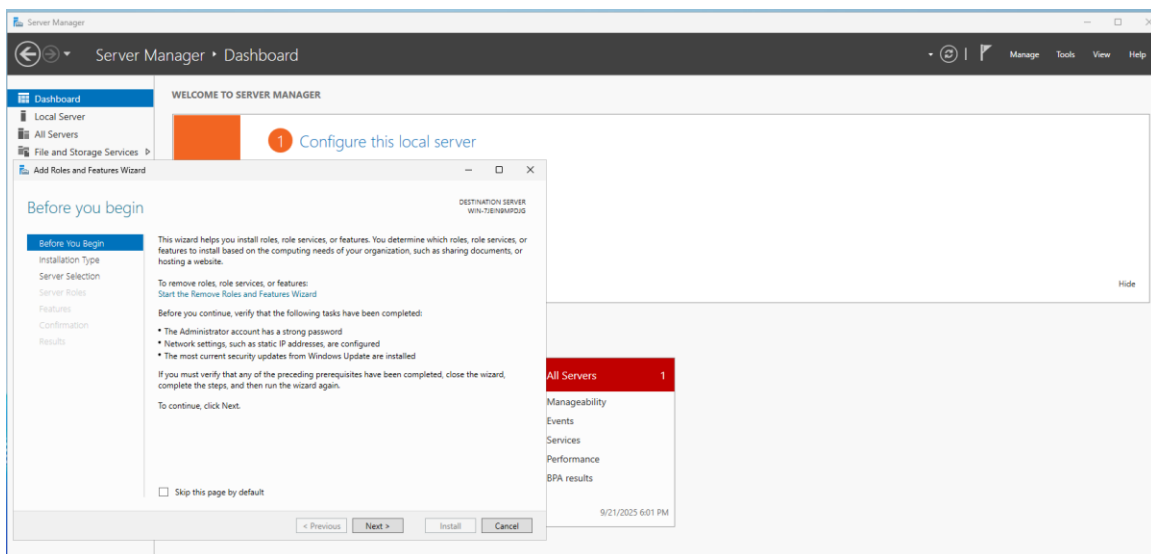 Server Manager
Server Manager • Dashboard
Manage Tools View Help
Dashboard
Local Server
All Servers
File and Storage Services
WELCOME TO SERVER MANAGER
1 Configure this local server
Hide
Add Roles and Features Wizard
Before you begin
DESTINATION SERVER
WIN-7JEIN9MPDJG
Before You Begin
Installation Type
Server Selection
Server Roles
Features
Confirmation
Results
This wizard helps you install roles, role services, or features. You determine which roles, role services, or
features to install based on the computing needs of your organization, such as sharing documents, or
hosting a website.
To remove roles, role services, or features:
Start the Remove Roles and Features Wizard
Before you continue, verify that the following tasks have been completed:
• The Administrator account has a strong password
• Network settings, such as static IP addresses, are configured
• The most current security updates from Windows Update are installed
If you must verify that any of the preceding prerequisites have been completed, close the wizard,
complete the steps, and then run the wizard again.
To continue, click Next.
Skip this page by default
< Previous Next > Install Cancel
All Servers 1
Manageability
Events
Services
Performance
BPA results
9/21/2025 6:01 PM